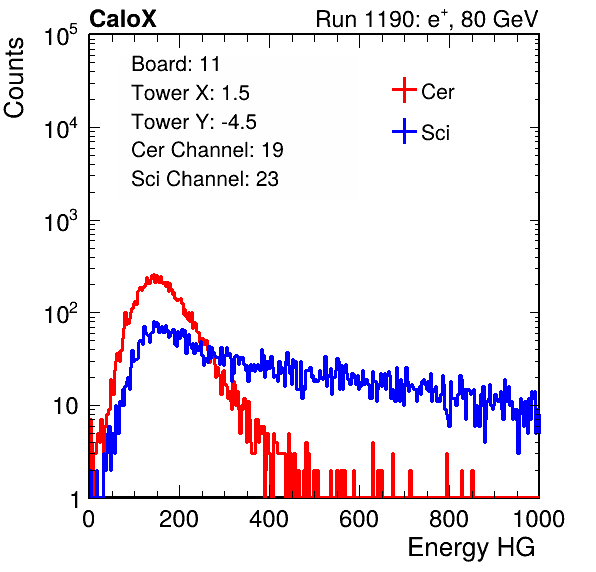 CaloX Run 1190: e⁺, 80 GeV
Counts
10⁵
10⁴
10³
10²
10
1
Board: 11
Tower X: 1.5
Tower Y: -4.5
Cer Channel: 19
Sci Channel: 23
Cer
Sci
0 200 400 600 800 1000
Energy HG